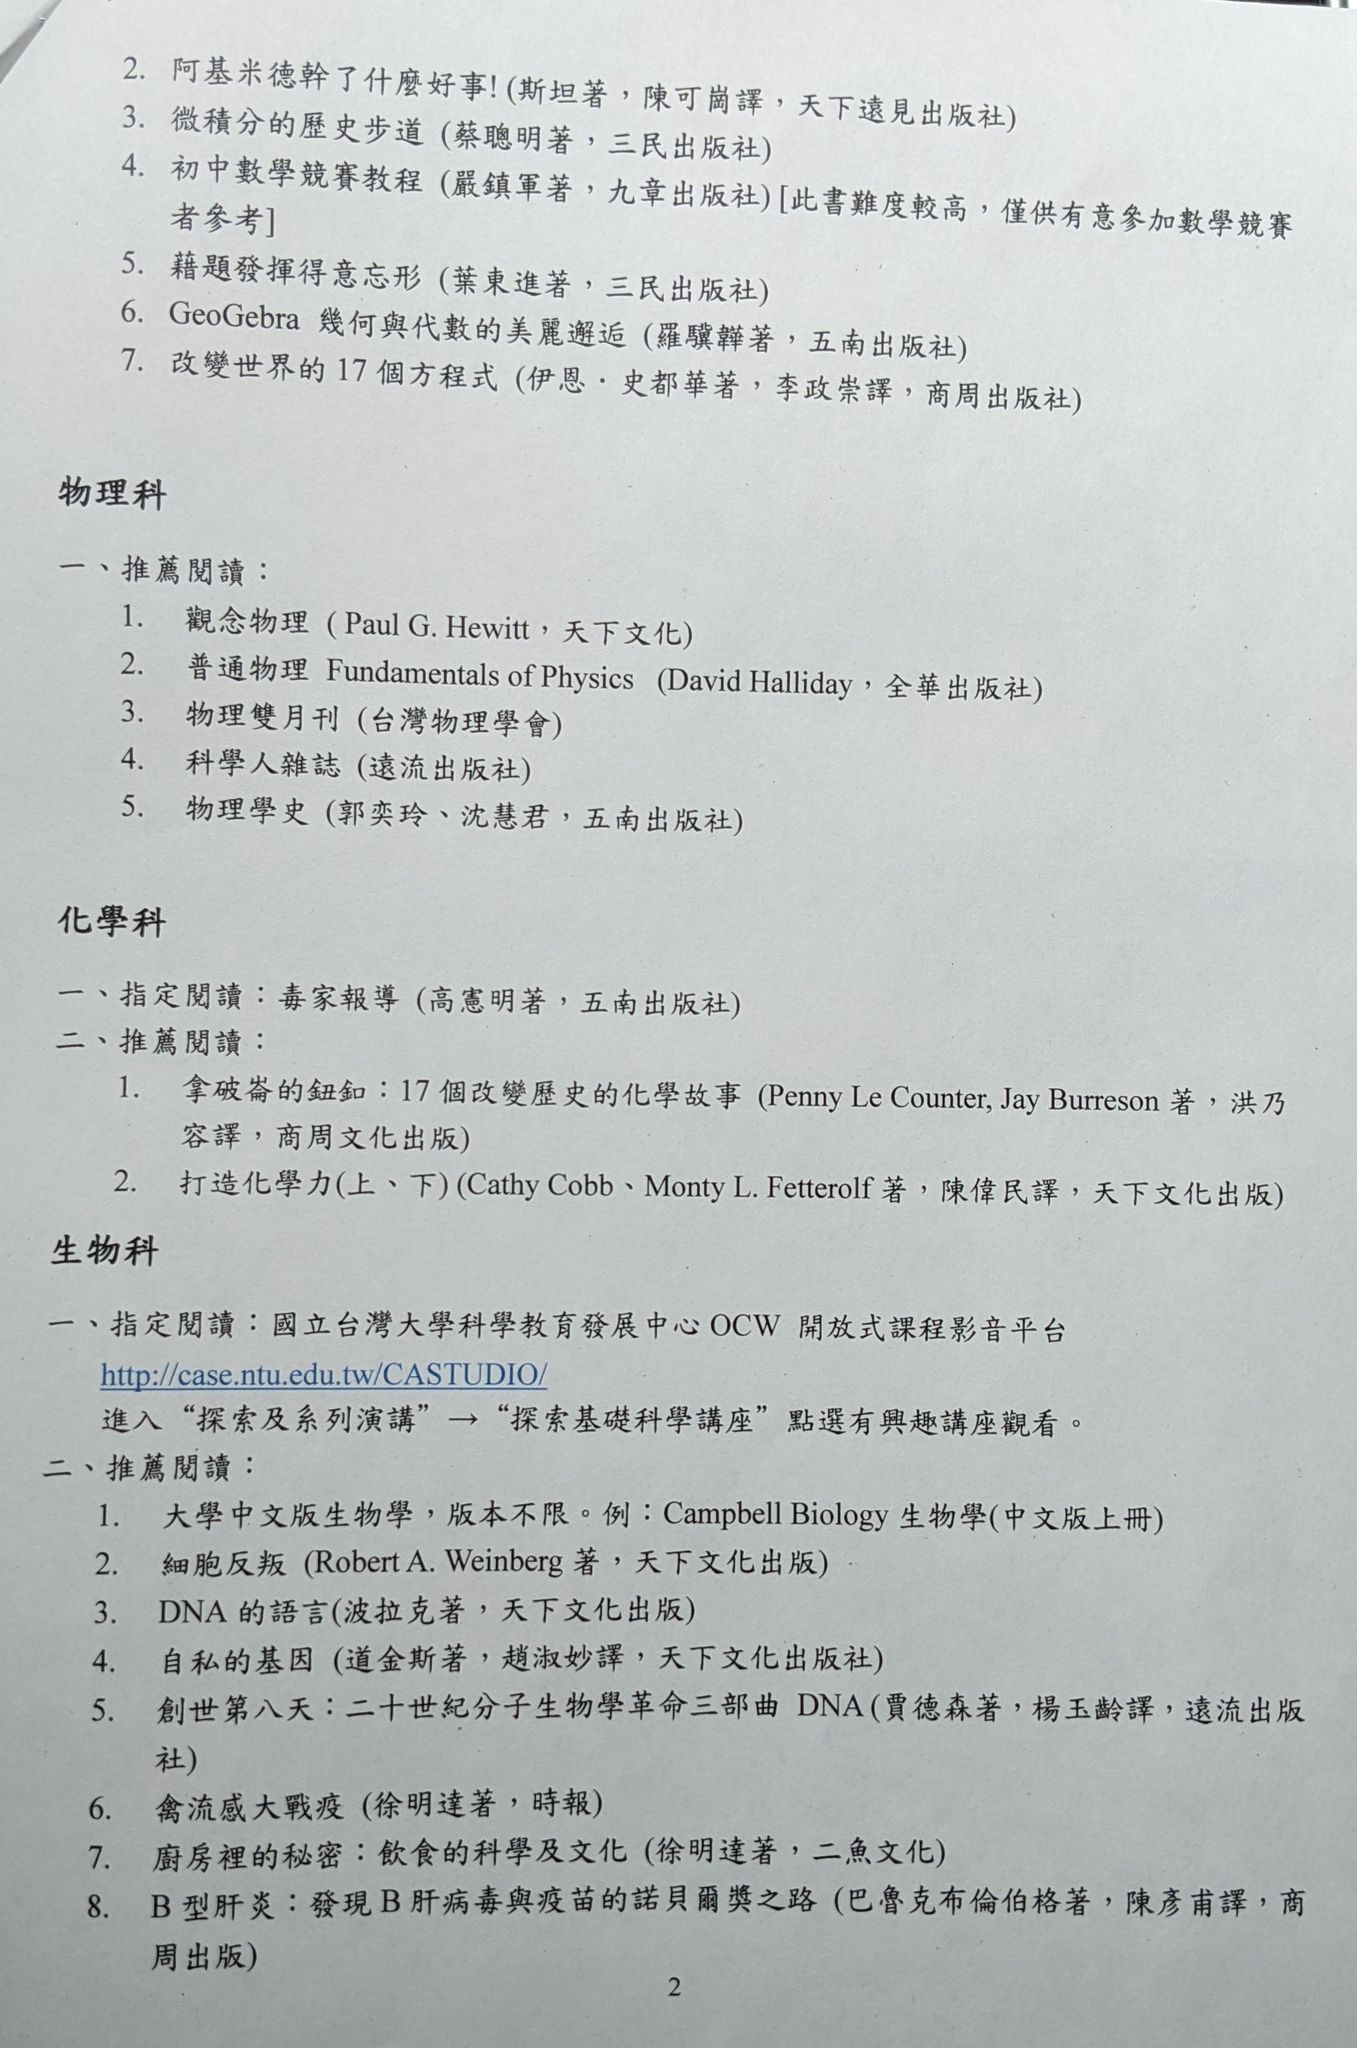 2. 阿基米德幹了什麼好事! (斯坦著，陳可崗譯，天下遠見出版社)
3. 微積分的歷史步道 (蔡聰明著，三民出版社)
4. 初中數學競賽教程 (嚴鎮軍著，九章出版社) [此書難度較高，僅供有意參加數學競賽
者參考]
5. 藉題發揮得意忘形 (葉東進著，三民出版社)
6. GeoGebra 幾何與代數的美麗邂逅 (羅驥韡著，五南出版社)
7. 改變世界的 17 個方程式 (伊恩．史都華著，李政崇譯，商周出版社)
物理科
一、推薦閱讀：
1. 觀念物理 ( Paul G. Hewitt，天下文化)
2. 普通物理 Fundamentals of Physics (David Halliday，全華出版社)
3. 物理雙月刊 (台灣物理學會)
4. 科學人雜誌 (遠流出版社)
5. 物理學史 (郭奕玲、沈慧君，五南出版社)
化學科
一、指定閱讀：毒家報導 (高憲明著，五南出版社)
二、推薦閱讀：
1. 拿破崙的鈕釦：17 個改變歷史的化學故事 (Penny Le Counter, Jay Burreson 著，洪乃
容譯，商周文化出版)
2. 打造化學力(上、下) (Cathy Cobb、Monty L. Fetterolf 著，陳偉民譯，天下文化出版)
生物科
一、指定閱讀：國立台灣大學科學教育發展中心 OCW 開放式課程影音平台
http://case.ntu.edu.tw/CASTUDIO/
進入“探索及系列演講”→“探索基礎科學講座”點選有興趣講座觀看。
二、推薦閱讀：
1. 大學中文版生物學，版本不限。例：Campbell Biology 生物學(中文版上冊)
2. 細胞反叛 (Robert A. Weinberg 著，天下文化出版)
3. DNA 的語言(波拉克著，天下文化出版)
4. 自私的基因 (道金斯著，趙淑妙譯，天下文化出版社)
5. 創世第八天：二十世紀分子生物學革命三部曲 DNA (賈德森著，楊玉齡譯，遠流出版
社)
6. 禽流感大戰疫 (徐明達著，時報)
7. 廚房裡的秘密：飲食的科學及文化 (徐明達著，二魚文化)
8. B 型肝炎：發現 B 肝病毒與疫苗的諾貝爾獎之路 (巴魯克布倫伯格著，陳彥甫譯，商
周出版)
2